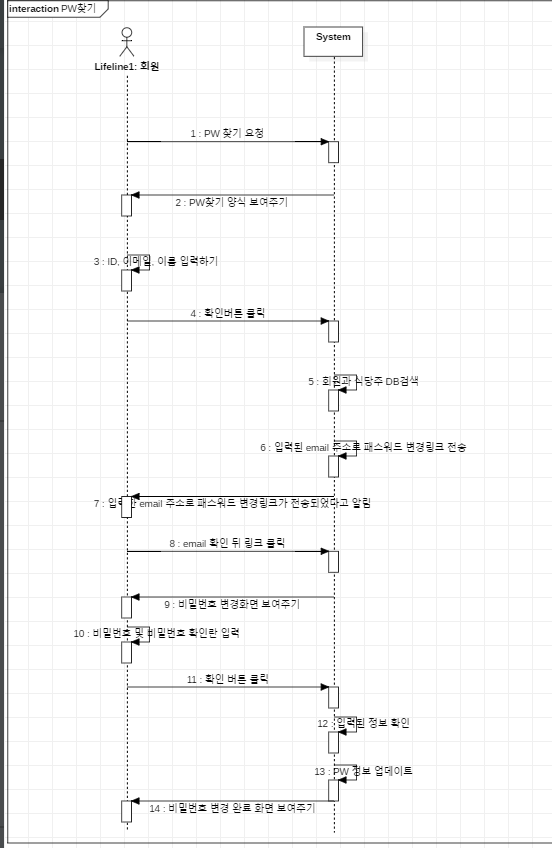 interaction PW찾기
System
Lifeline1: 회원
1 : PW 찾기 요청
2 : PW찾기 양식 보여주기
3 : ID, 이메일, 이름 입력하기
4 : 확인버튼 클릭
5 : 회원과 식당주 DB검색
6 : 입력된 email 주소로 패스워드 변경링크 전송
7 : 입력한 email 주소로 패스워드 변경링크가 전송되었다고 알림
8 : email 확인 뒤 링크 클릭
9 : 비밀번호 변경화면 보여주기
10 : 비밀번호 및 비밀번호 확인란 입력
11 : 확인 버튼 클릭
12 : 입력된 정보 확인
13 : PW 정보 업데이트
14 : 비밀번호 변경 완료 화면 보여주기